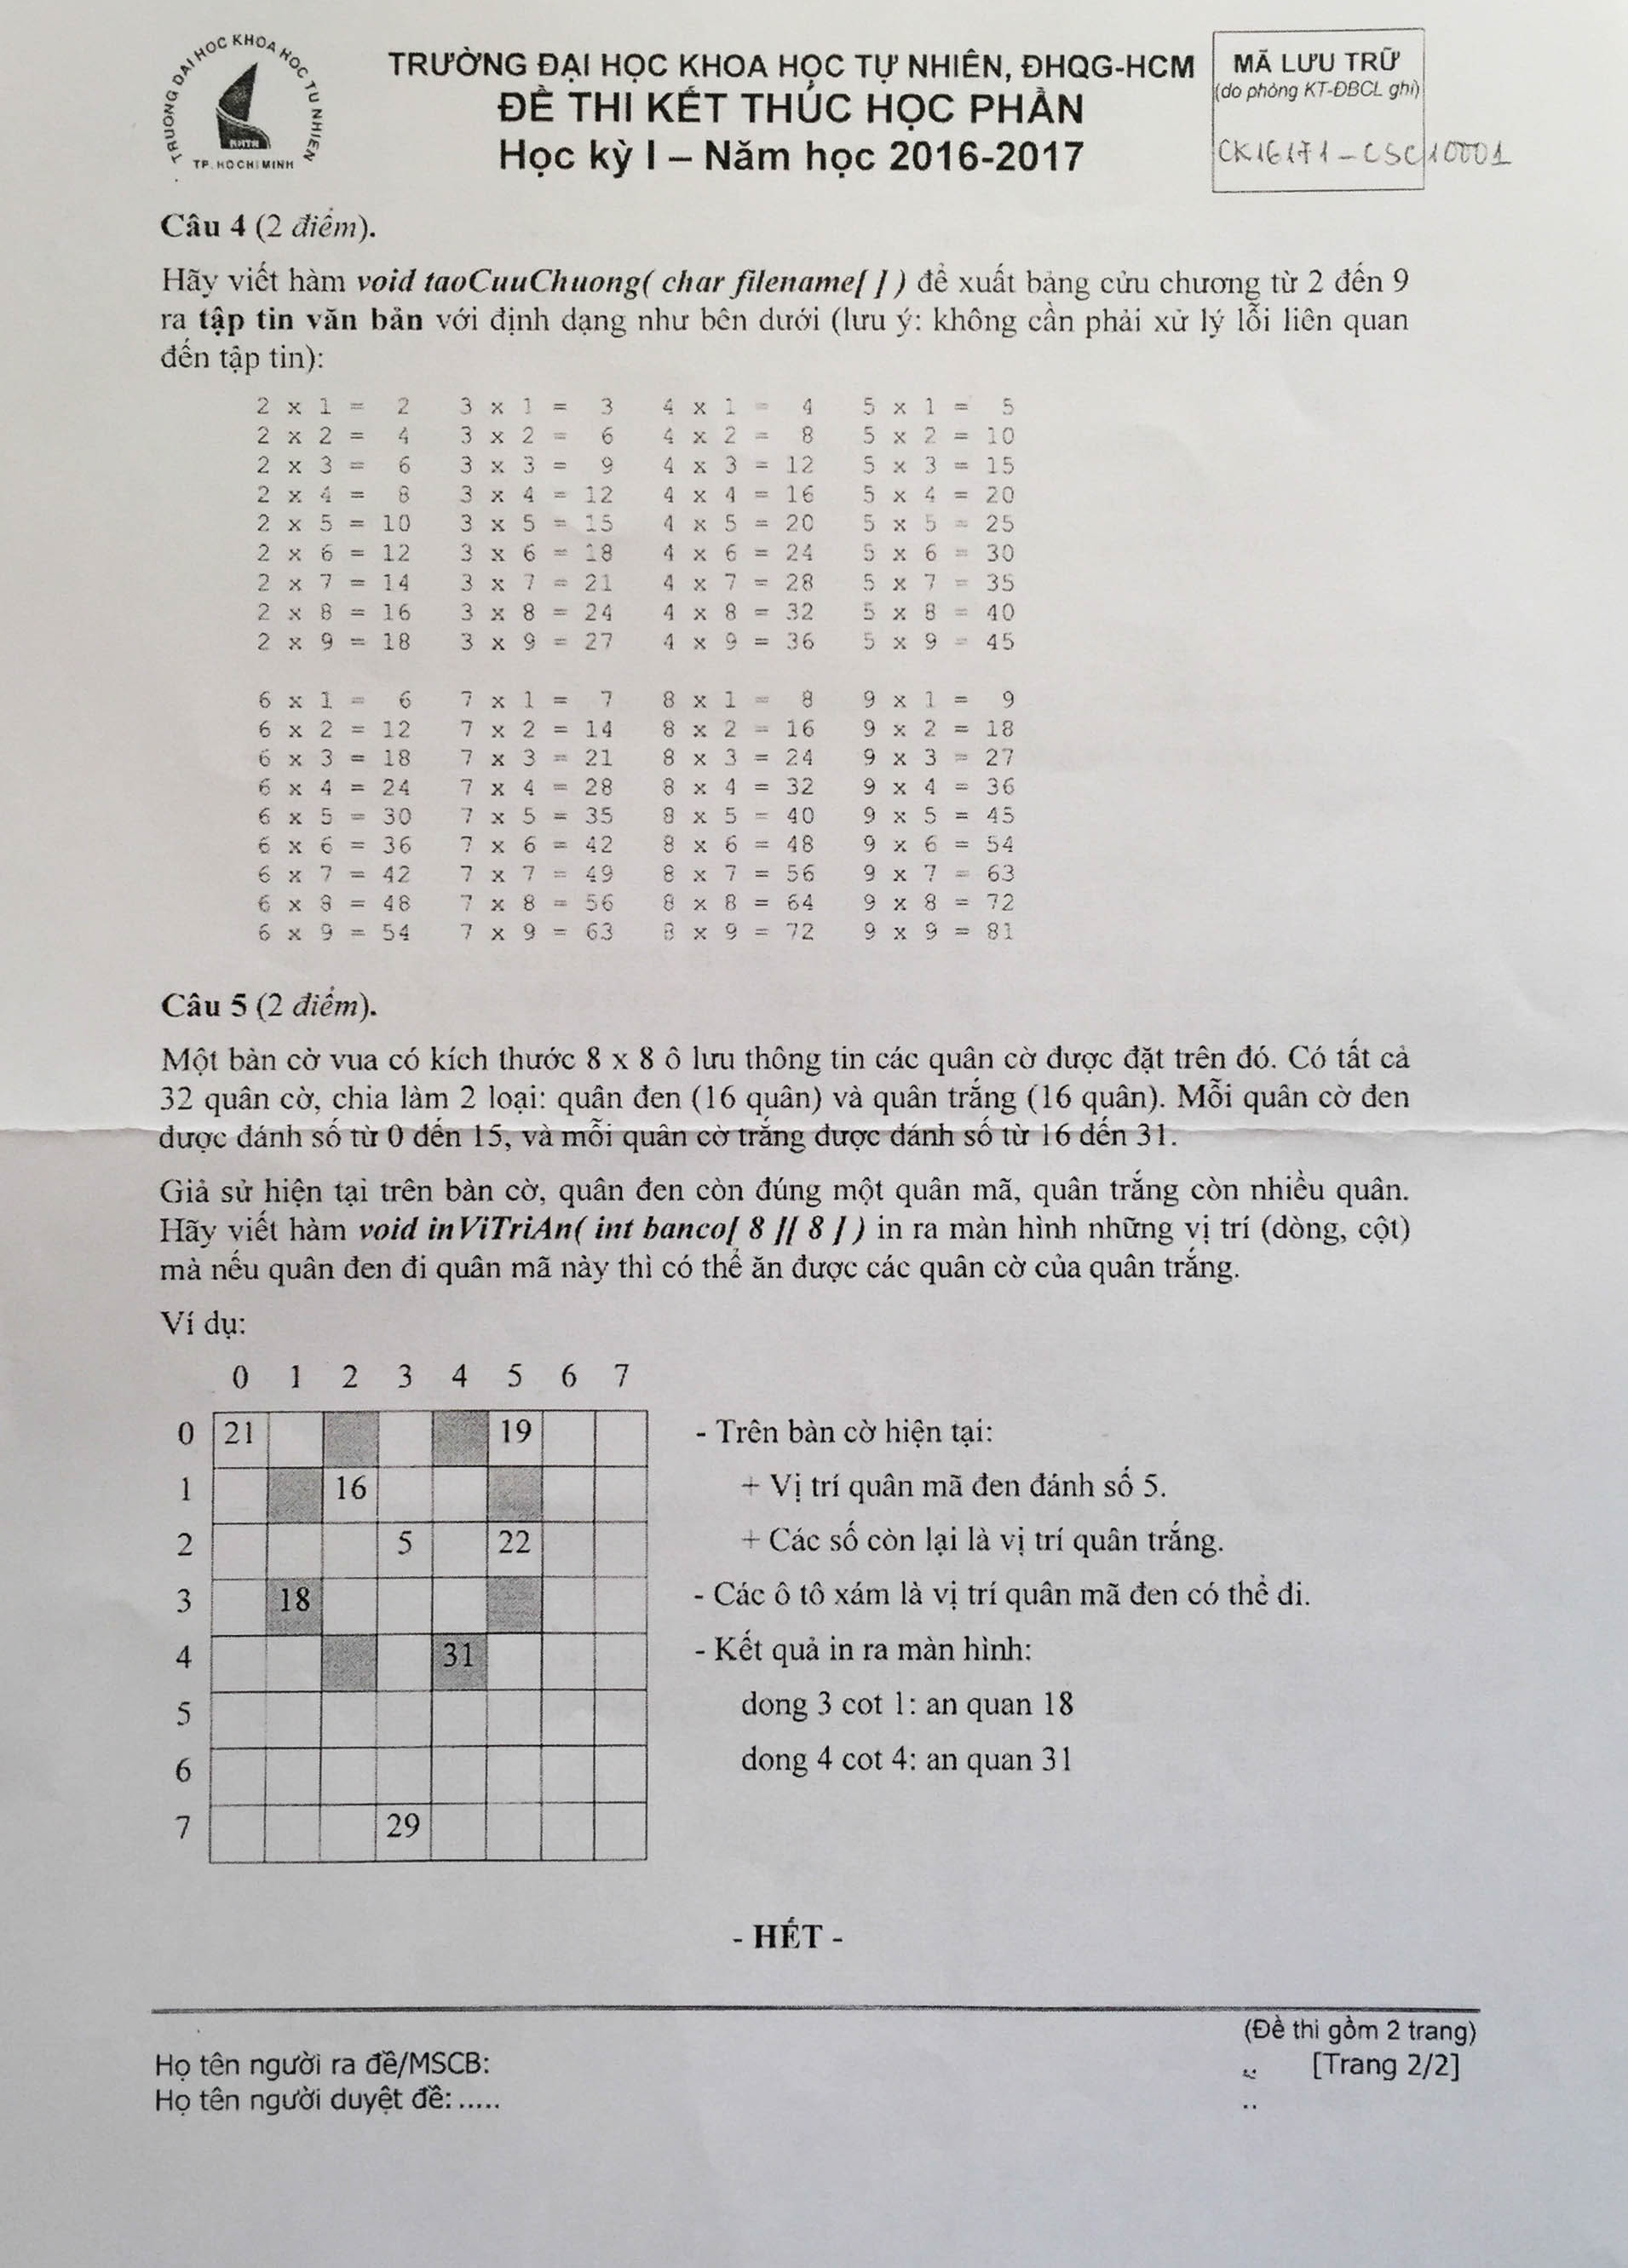 TRUONG DAI HOC KHOA HOC TU NHIEN
TP. HO CHI MINH
TRƯỜNG ĐẠI HỌC KHOA HỌC TỰ NHIÊN, ĐHQG-HCM
ĐỀ THI KẾT THÚC HỌC PHẦN
Học kỳ I – Năm học 2016-2017
MÃ LƯU TRỮ
(do phòng KT-ĐBCL ghi)
CK16171-CSC10001
Câu 4 (2 điểm).
Hãy viết hàm void taoCuuChuong( char filename[ ] ) để xuất bảng cửu chương từ 2 đến 9
ra tập tin văn bản với định dạng như bên dưới (lưu ý: không cần phải xử lý lỗi liên quan
đến tập tin):
2 x 1 = 2 3 x 1 = 3 4 x 1 = 4 5 x 1 = 5
2 x 2 = 4 3 x 2 = 6 4 x 2 = 8 5 x 2 = 10
2 x 3 = 6 3 x 3 = 9 4 x 3 = 12 5 x 3 = 15
2 x 4 = 8 3 x 4 = 12 4 x 4 = 16 5 x 4 = 20
2 x 5 = 10 3 x 5 = 15 4 x 5 = 20 5 x 5 = 25
2 x 6 = 12 3 x 6 = 18 4 x 6 = 24 5 x 6 = 30
2 x 7 = 14 3 x 7 = 21 4 x 7 = 28 5 x 7 = 35
2 x 8 = 16 3 x 8 = 24 4 x 8 = 32 5 x 8 = 40
2 x 9 = 18 3 x 9 = 27 4 x 9 = 36 5 x 9 = 45
6 x 1 = 6 7 x 1 = 7 8 x 1 = 8 9 x 1 = 9
6 x 2 = 12 7 x 2 = 14 8 x 2 = 16 9 x 2 = 18
6 x 3 = 18 7 x 3 = 21 8 x 3 = 24 9 x 3 = 27
6 x 4 = 24 7 x 4 = 28 8 x 4 = 32 9 x 4 = 36
6 x 5 = 30 7 x 5 = 35 8 x 5 = 40 9 x 5 = 45
6 x 6 = 36 7 x 6 = 42 8 x 6 = 48 9 x 6 = 54
6 x 7 = 42 7 x 7 = 49 8 x 7 = 56 9 x 7 = 63
6 x 8 = 48 7 x 8 = 56 8 x 8 = 64 9 x 8 = 72
6 x 9 = 54 7 x 9 = 63 8 x 9 = 72 9 x 9 = 81
Câu 5 (2 điểm).
Một bàn cờ vua có kích thước 8 x 8 ô lưu thông tin các quân cờ được đặt trên đó. Có tất cả
32 quân cờ, chia làm 2 loại: quân đen (16 quân) và quân trắng (16 quân). Mỗi quân cờ đen
được đánh số từ 0 đến 15, và mỗi quân cờ trắng được đánh số từ 16 đến 31.
Giả sử hiện tại trên bàn cờ, quân đen còn đúng một quân mã, quân trắng còn nhiều quân.
Hãy viết hàm void inViTriAn( int banco[ 8 ][ 8 ] ) in ra màn hình những vị trí (dòng, cột)
mà nếu quân đen đi quân mã này thì có thể ăn được các quân cờ của quân trắng.
Ví dụ:
0 1 2 3 4 5 6 7
0 21 19
1 16
2 5 22
3 18
4 31
5
6
7 29
- Trên bàn cờ hiện tại:
+ Vị trí quân mã đen đánh số 5.
+ Các số còn lại là vị trí quân trắng.
- Các ô tô xám là vị trí quân mã đen có thể đi.
- Kết quả in ra màn hình:
dong 3 cot 1: an quan 18
dong 4 cot 4: an quan 31
- HẾT -
(Đề thi gồm 2 trang)
Họ tên người ra đề/MSCB:
[Trang 2/2]
Họ tên người duyệt đề: .....